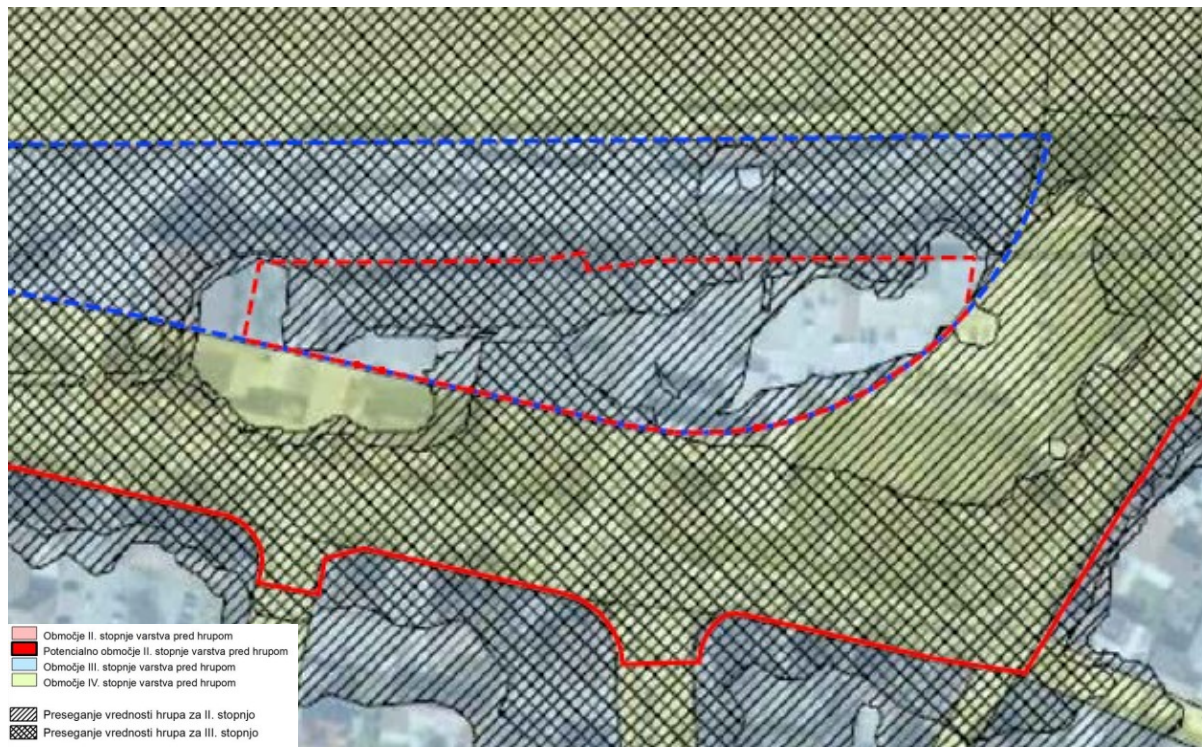 Območje II. stopnje varstva pred hrupom
Potencialno območje II. stopnje varstva pred hrupom
Območje III. stopnje varstva pred hrupom
Območje IV. stopnje varstva pred hrupom
Preseganje vrednosti hrupa za II. stopnjo
Preseganje vrednosti hrupa za III. stopnjo